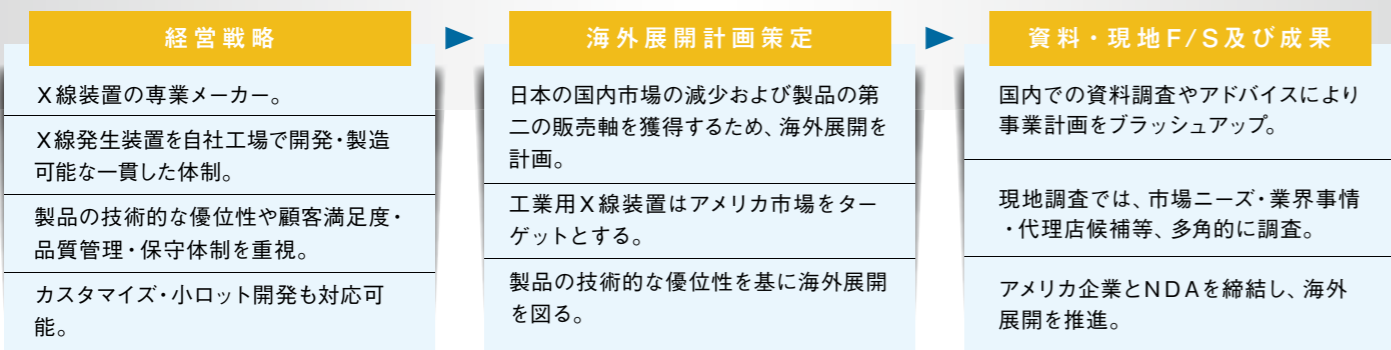 経営戦略
X線装置の専業メーカー。
X線発生装置を自社工場で開発・製造
可能な一貫した体制。
製品の技術的な優位性や顧客満足度・
品質管理・保守体制を重視。
カスタマイズ・小ロット開発も対応可
能。
海外展開計画策定
日本の国内市場の減少および製品の第
二の販売軸を獲得するため、海外展開を
計画。
工業用X線装置はアメリカ市場をター
ゲットとする。
製品の技術的な優位性を基に海外展開
を図る。
資料・現地F/S及び成果
国内での資料調査やアドバイスにより
事業計画をブラッシュアップ。
現地調査では、市場ニーズ・業界事情
・代理店候補等、多角的に調査。
アメリカ企業とNDAを締結し、海外
展開を推進。